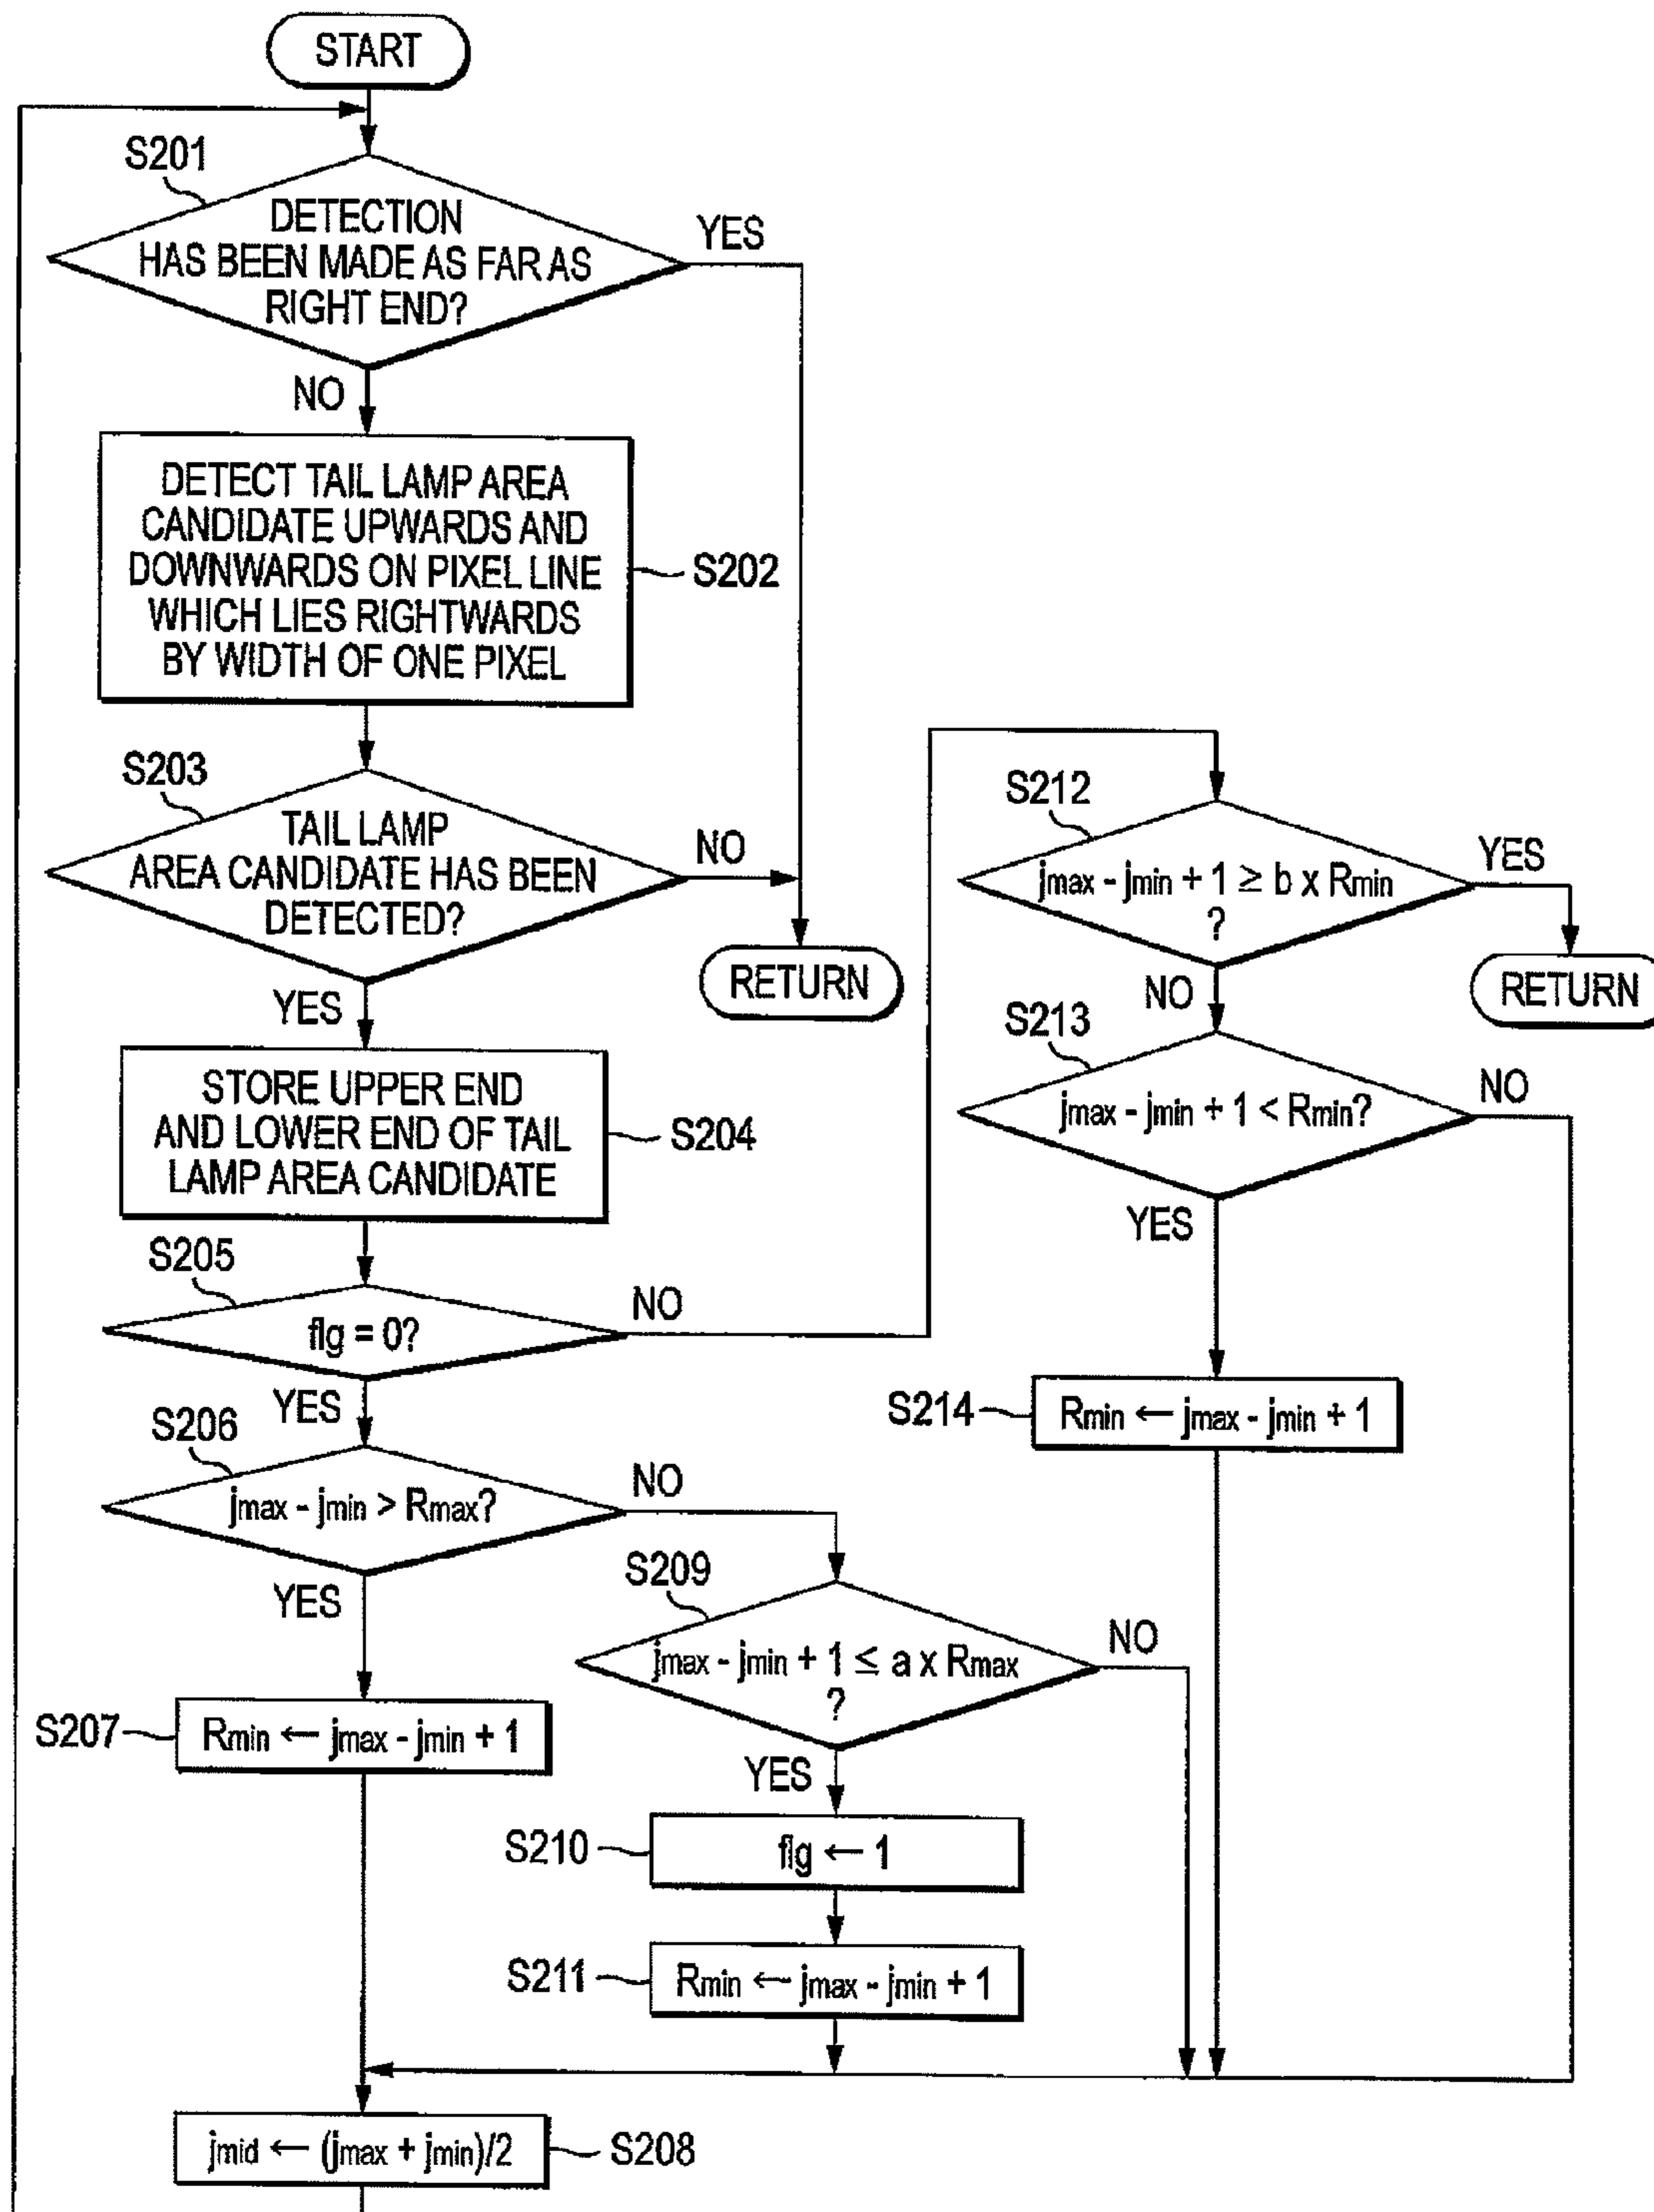 START
S201
DETECTION
HAS BEEN MADE AS FAR AS
RIGHT END?
YES
NO
DETECT TAIL LAMP AREA
CANDIDATE UPWARDS AND
DOWNWARDS ON PIXEL LINE
WHICH LIES RIGHTWARDS
BY WIDTH OF ONE PIXEL
S202
S203
TAIL LAMP
AREA CANDIDATE HAS BEEN
DETECTED?
NO
YES
RETURN
STORE UPPER END
AND LOWER END OF TAIL
LAMP AREA CANDIDATE
S204
S205
flg = 0?
NO
YES
S212
jmax - jmin + 1 ≥ b x Rmin
?
YES
NO
RETURN
S213
jmax - jmin + 1 < Rmin?
NO
YES
S214
Rmin ← jmax - jmin + 1
S206
jmax - jmin > Rmax?
NO
YES
S209
jmax - jmin + 1 ≤ a x Rmax
?
NO
YES
S207
Rmin ← jmax - jmin + 1
S210
flg ← 1
S211
Rmin ← jmax - jmin + 1
jmid ← (jmax + jmin)/2
S208